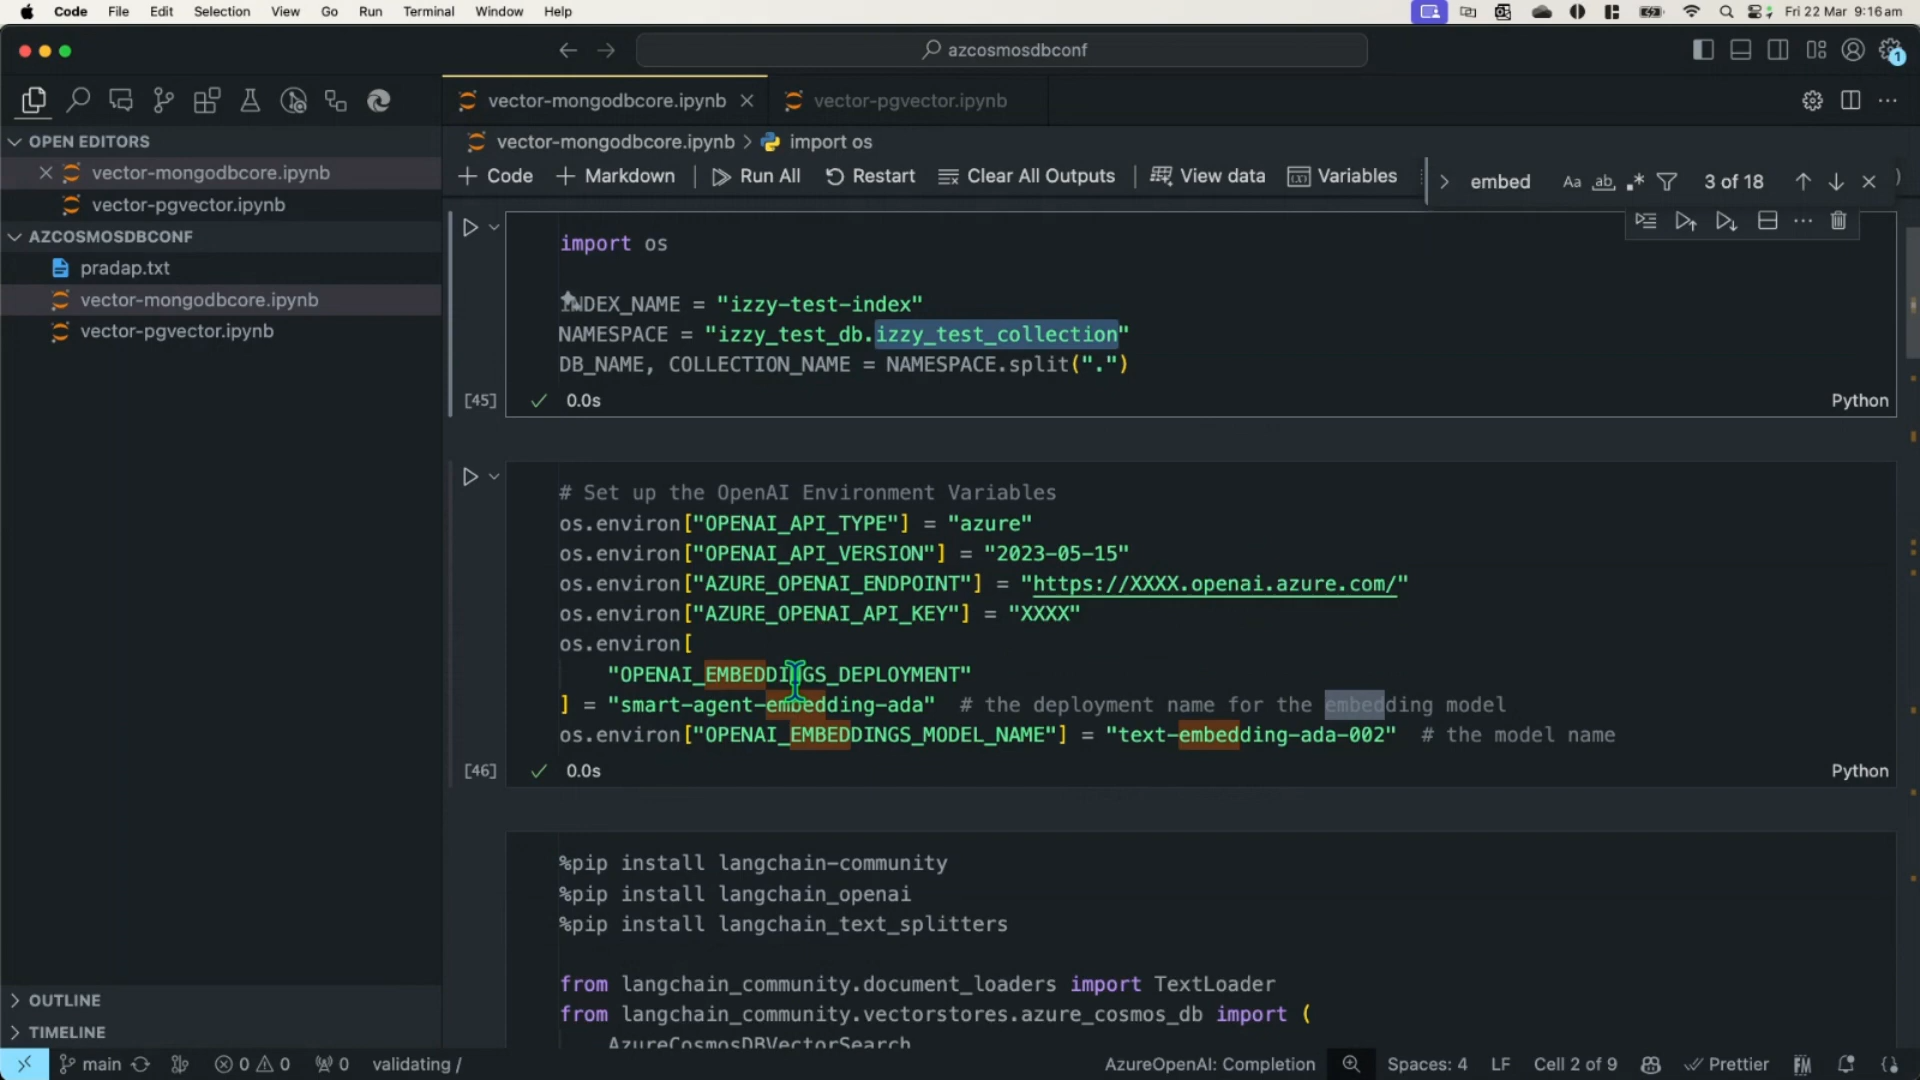 Code File Edit Selection View Go Run Terminal Window Help Fri 22 Mar 9:16 am
azcosmosdbconf
1
vector-mongodbcore.ipynb vector-pgvector.ipynb
OPEN EDITORS
vector-mongodbcore.ipynb > import os
vector-mongodbcore.ipynb
Code Markdown Run All Restart Clear All Outputs View data Variables
embed Aa ab 3 of 18
vector-pgvector.ipynb
AZCOSMOSDBCONF
pradap.txt
vector-mongodbcore.ipynb
vector-pgvector.ipynb
import os
INDEX_NAME = "izzy-test-index"
NAMESPACE = "izzy_test_db.izzy_test_collection"
DB_NAME, COLLECTION_NAME = NAMESPACE.split(".")
[45] 0.0s Python
# Set up the OpenAI Environment Variables
os.environ["OPENAI_API_TYPE"] = "azure"
os.environ["OPENAI_API_VERSION"] = "2023-05-15"
os.environ["AZURE_OPENAI_ENDPOINT"] = "https://XXXX.openai.azure.com/"
os.environ["AZURE_OPENAI_API_KEY"] = "XXXX"
os.environ[
"OPENAI_EMBEDDINGS_DEPLOYMENT"
] = "smart-agent-embedding-ada" # the deployment name for the embedding model
os.environ["OPENAI_EMBEDDINGS_MODEL_NAME"] = "text-embedding-ada-002" # the model name
[46] 0.0s Python
%pip install langchain-community
%pip install langchain_openai
%pip install langchain_text_splitters
from langchain_community.document_loaders import TextLoader
from langchain_community.vectorstores.azure_cosmos_db import (
AzureCosmosDBVectorSearch
OUTLINE
TIMELINE
main 0 0 0 validating / AzureOpenAI: Completion Spaces: 4 LF Cell 2 of 9 Prettier FM